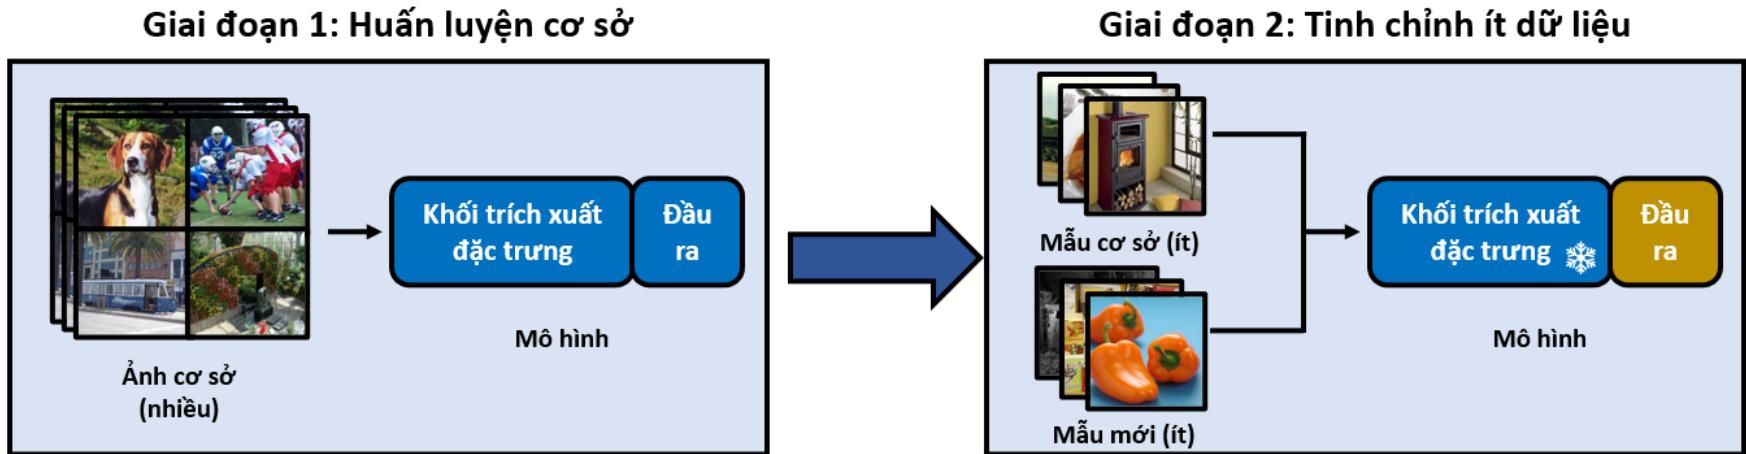 Giai đoạn 1: Huấn luyện cơ sở
Khối trích xuất
đặc trưng
Đầu
ra
Mô hình
Ảnh cơ sở
(nhiều)
Giai đoạn 2: Tinh chỉnh ít dữ liệu
Mẫu cơ sở (ít)
Khối trích xuất
đặc trưng
Đầu
ra
Mô hình
Mẫu mới (ít)